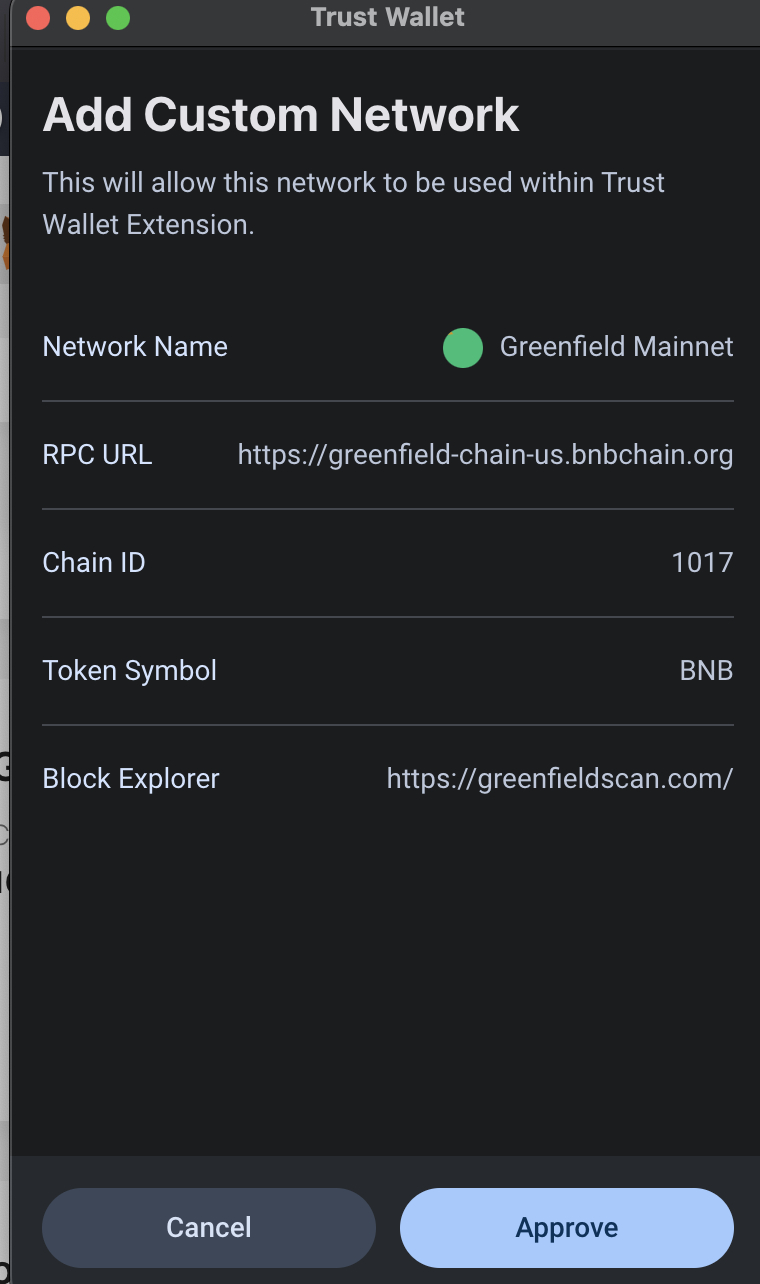 Trust Wallet
Add Custom Network
This will allow this network to be used within Trust
Wallet Extension.
Network Name Greenfield Mainnet
RPC URL https://greenfield-chain-us.bnbchain.org
Chain ID 1017
Token Symbol BNB
Block Explorer https://greenfieldscan.com/
Cancel Approve